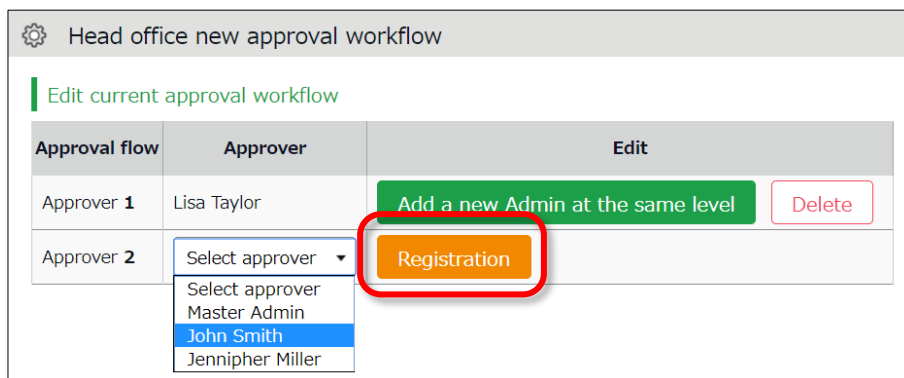 Head office new approval workflow
Edit current approval workflow
Approval flow Approver Edit
Approver 1 Lisa Taylor Add a new Admin at the same level Delete
Approver 2 Select approver Registration
Select approver
Master Admin
John Smith
Jennipher Miller